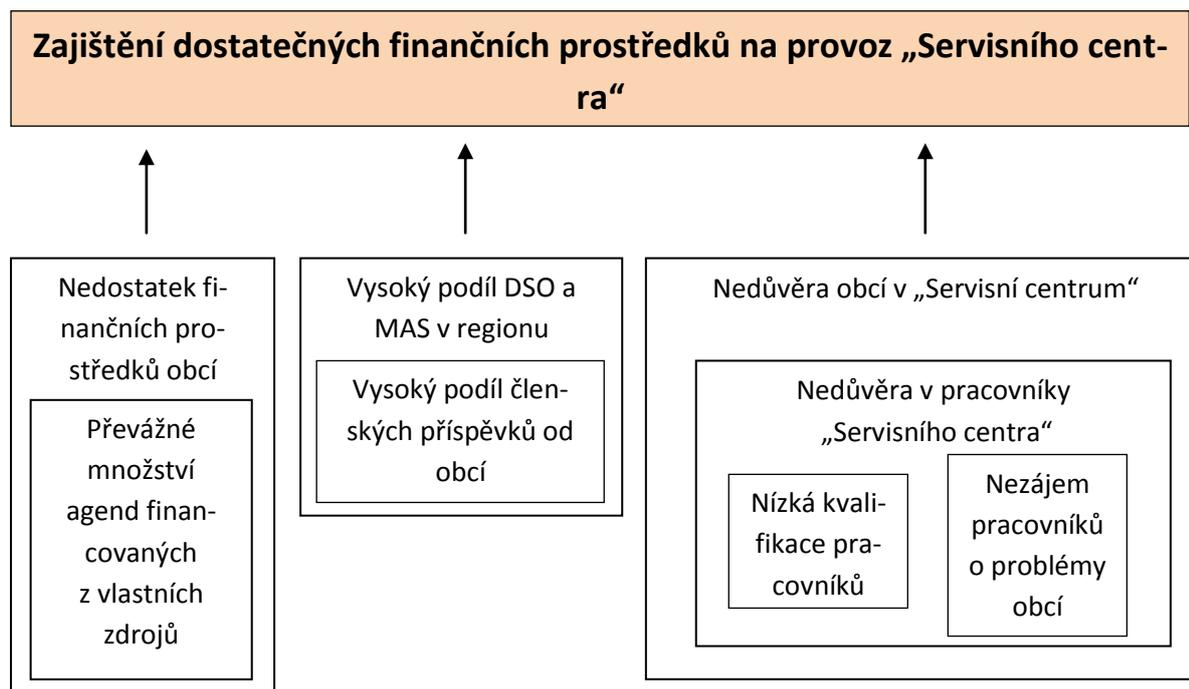 Zajištění dostatečných finančních prostředků na provoz „Servisního cent-
ra“
Nedostatek fi-
nančních pro-
středků obcí
Převážné
množství
agend finan-
covaných
z vlastních
zdrojů
Vysoký podíl DSO a
MAS v regionu
Vysoký podíl člen-
ských příspěvků od
obcí
Nedůvěra obcí v „Servisní centrum“
Nedůvěra v pracovníky
„Servisního centra“
Nízká kvali-
fikace pra-
covníků
Nezájem
pracovníků
o problémy
obcí